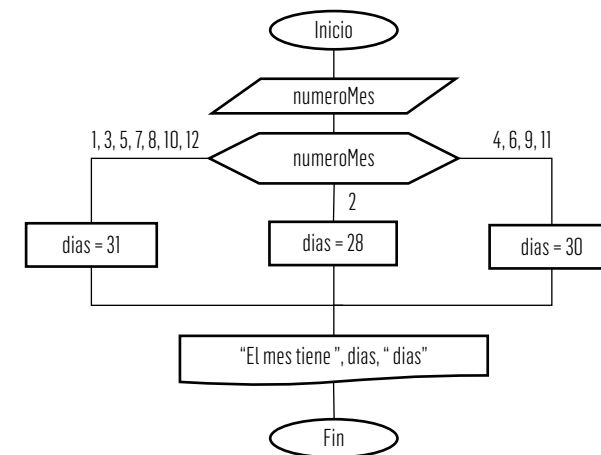 Inicio
numeroMes
1, 3, 5, 7, 8, 10, 12
numeroMes
4, 6, 9, 11
2
dias = 31
dias = 28
dias = 30
“El mes tiene ”, dias, “ dias”
Fin